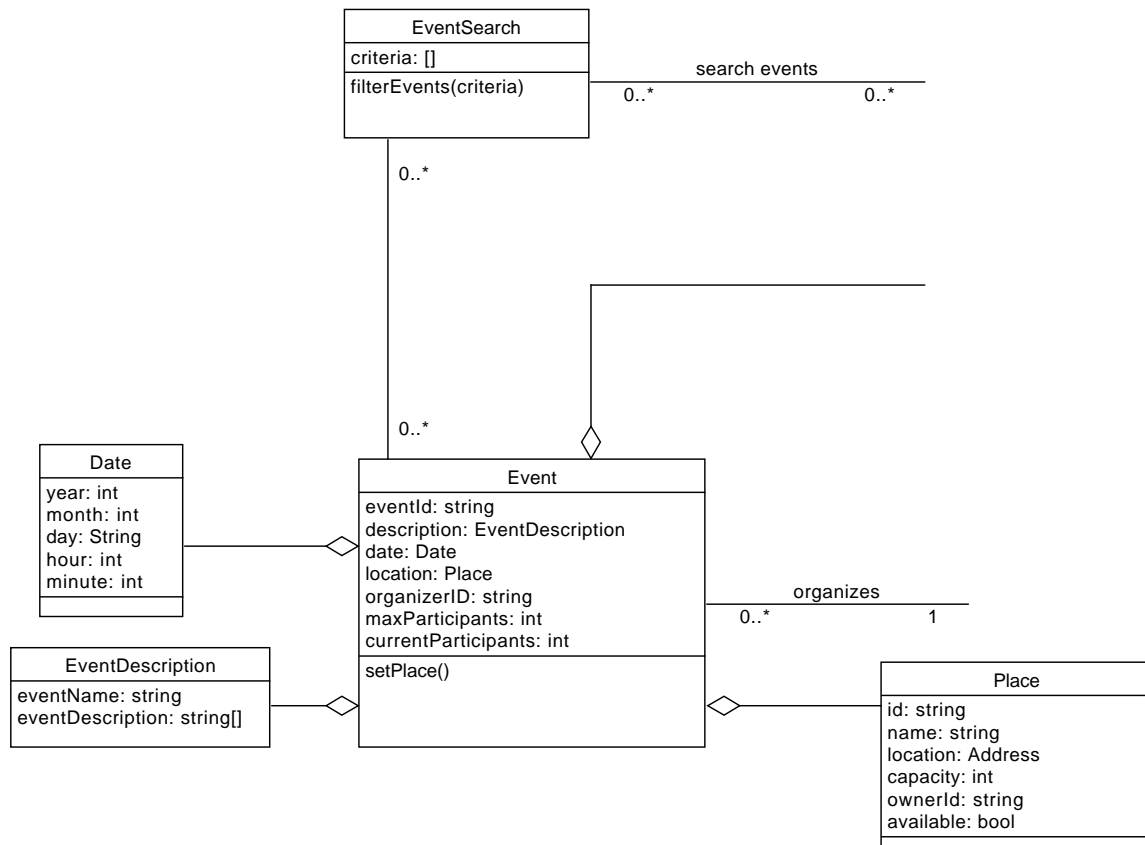 EventSearch
criteria: []
filterEvents(criteria)
search events
0..*
0..*
0..*
0..*
Date
year: int
month: int
day: String
hour: int
minute: int
Event
eventId: string
description: EventDescription
date: Date
location: Place
organizerID: string
maxParticipants: int
currentParticipants: int
setPlace()
organizes
0..*
1
EventDescription
eventName: string
eventDescription: string[]
Place
id: string
name: string
location: Address
capacity: int
ownerId: string
available: bool